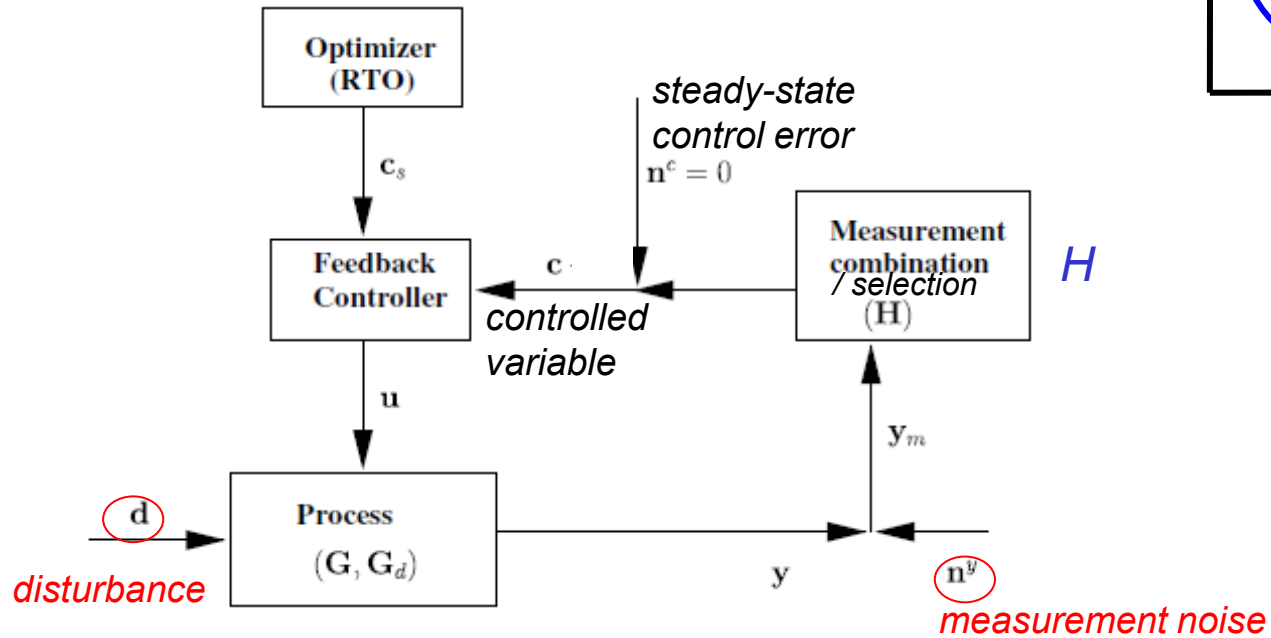 Optimizer
(RTO)
steady-state
control error
c_s
n^c = 0
Measurement
combination
/ selection
(H)
H
Feedback
Controller
c
controlled
variable
u
y_m
d
Process
(G, G_d)
disturbance
y
n^y
measurement noise